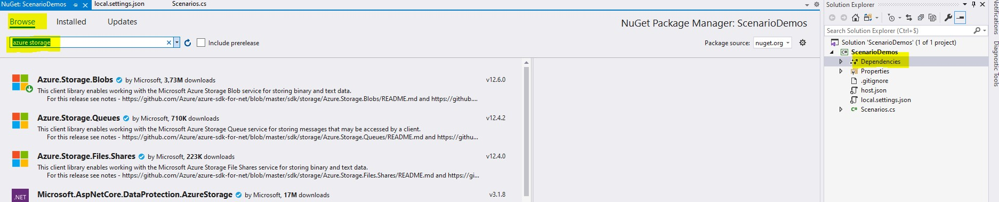 NuGet: ScenarioDemos
local.settings.json
Scenarios.cs
Browse
Installed
Updates
NuGet Package Manager: ScenarioDemos
azure storage
Include prerelease
Package source: nuget.org
Azure.Storage.Blobs by Microsoft, 3,73M downloads
v12.6.0
This client library enables working with the Microsoft Azure Storage Blob service for storing binary and text data.
For this release see notes - https://github.com/Azure/azure-sdk-for-net/blob/master/sdk/storage/Azure.Storage.Blobs/README.md and https://github....
Azure.Storage.Queues by Microsoft, 710K downloads
v12.4.2
This client library enables working with the Microsoft Azure Storage Queue service for storing messages that may be accessed by a client.
For this release see notes - https://github.com/Azure/azure-sdk-for-net/blob/master/sdk/storage/Azure.Storage.Queues/README.md and https://githu...
Azure.Storage.Files.Shares by Microsoft, 223K downloads
v12.4.0
This client library enables working with the Microsoft Azure Storage File Shares service for storing binary and text data.
For this release see notes - https://github.com/Azure/azure-sdk-for-net/blob/master/sdk/storage/Azure.Storage.Files.Shares/README.md and https://gi...
.NET
Microsoft.AspNetCore.DataProtection.AzureStorage by Microsoft, 17M downloads
v3.1.8
Solution Explorer
Search Solution Explorer (Ctrl+$)
Solution 'ScenarioDemos' (1 of 1 project)
C# ScenarioDemos
Dependencies
Properties
.gitignore
host.json
local.settings.json
C# Scenarios.cs
Notifications
Diagnostic Tools